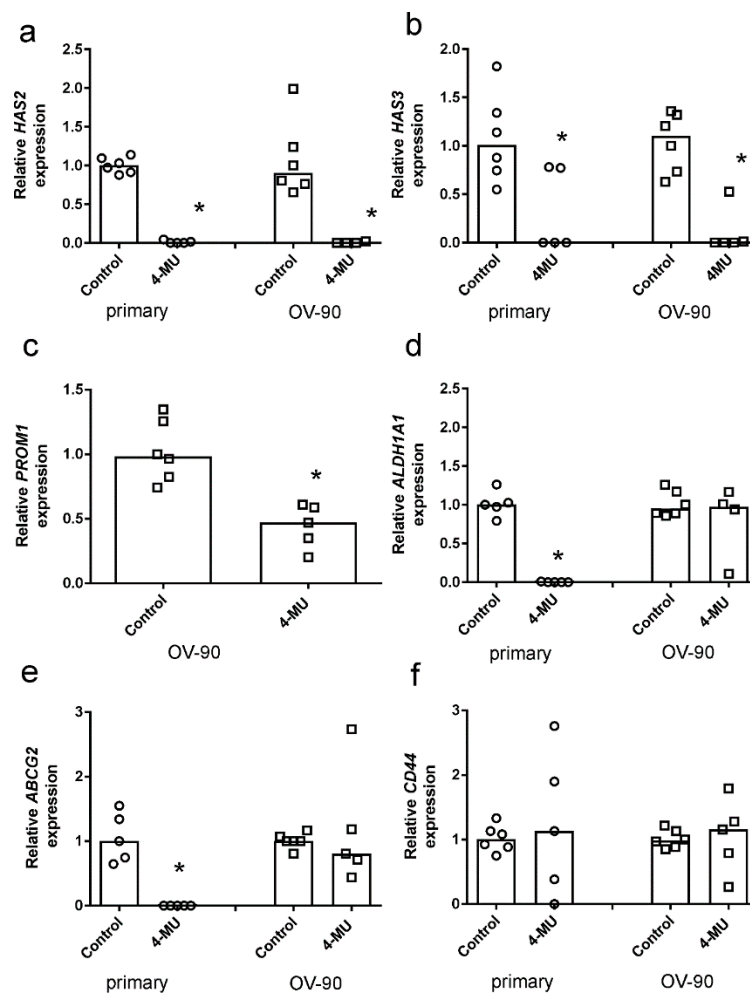 a
Relative HAS2
expression
2.5
2.0
1.5
1.0
0.5
0.0
*
*
Control
4-MU
Control
4-MU
primary
OV-90
b
Relative HAS3
expression
2.0
1.5
1.0
0.5
0.0
*
*
Control
4MU
Control
4MU
primary
OV-90
c
Relative PROM1
expression
1.5
1.0
0.5
0.0
*
Control
4-MU
OV-90
d
Relative ALDH1A1
expression
2.5
2.0
1.5
1.0
0.5
0.0
*
Control
4-MU
Control
4-MU
primary
OV-90
e
Relative ABCG2
expression
3
2
1
0
*
Control
4-MU
Control
4-MU
primary
OV-90
f
Relative CD44
expression
3
2
1
0
Control
4-MU
Control
4-MU
primary
OV-90